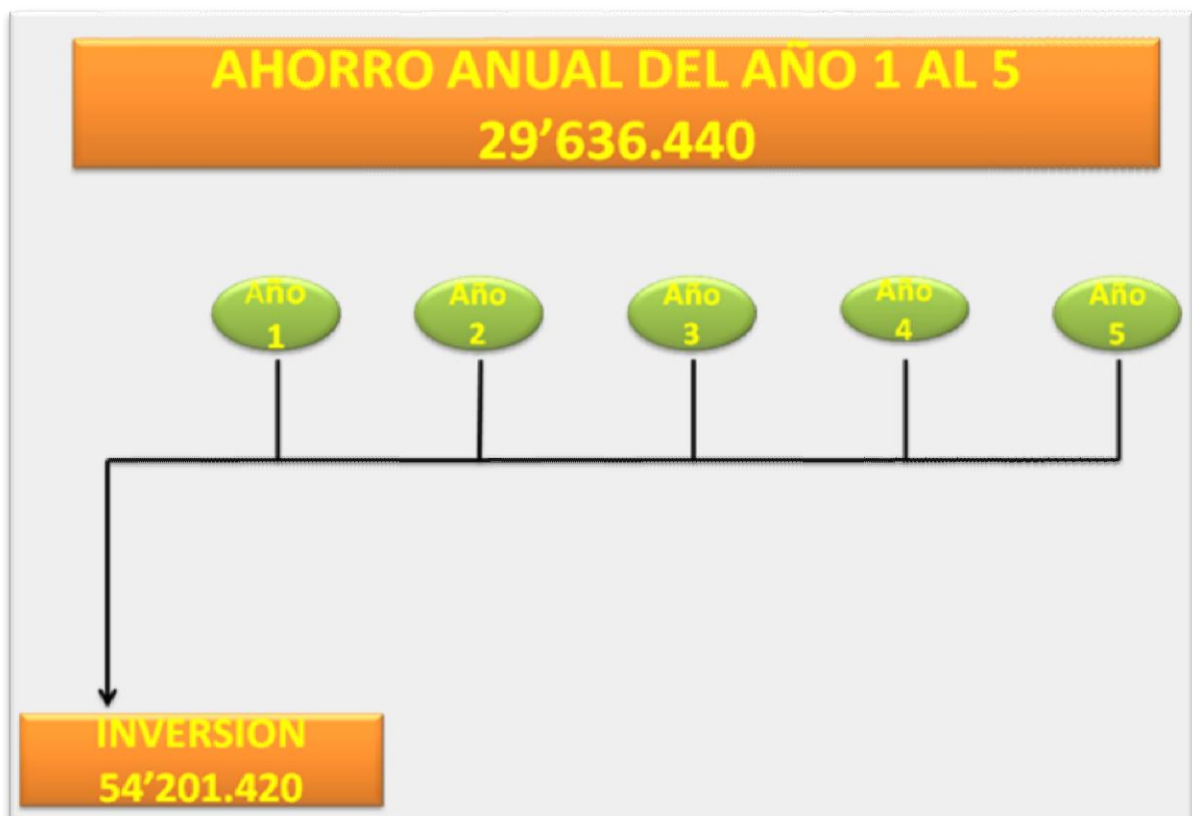 AHORRO ANUAL DEL AÑO 1 AL 5
29’636.440
Año
1
Año
2
Año
3
Año
4
Año
5
INVERSION
54’201.420